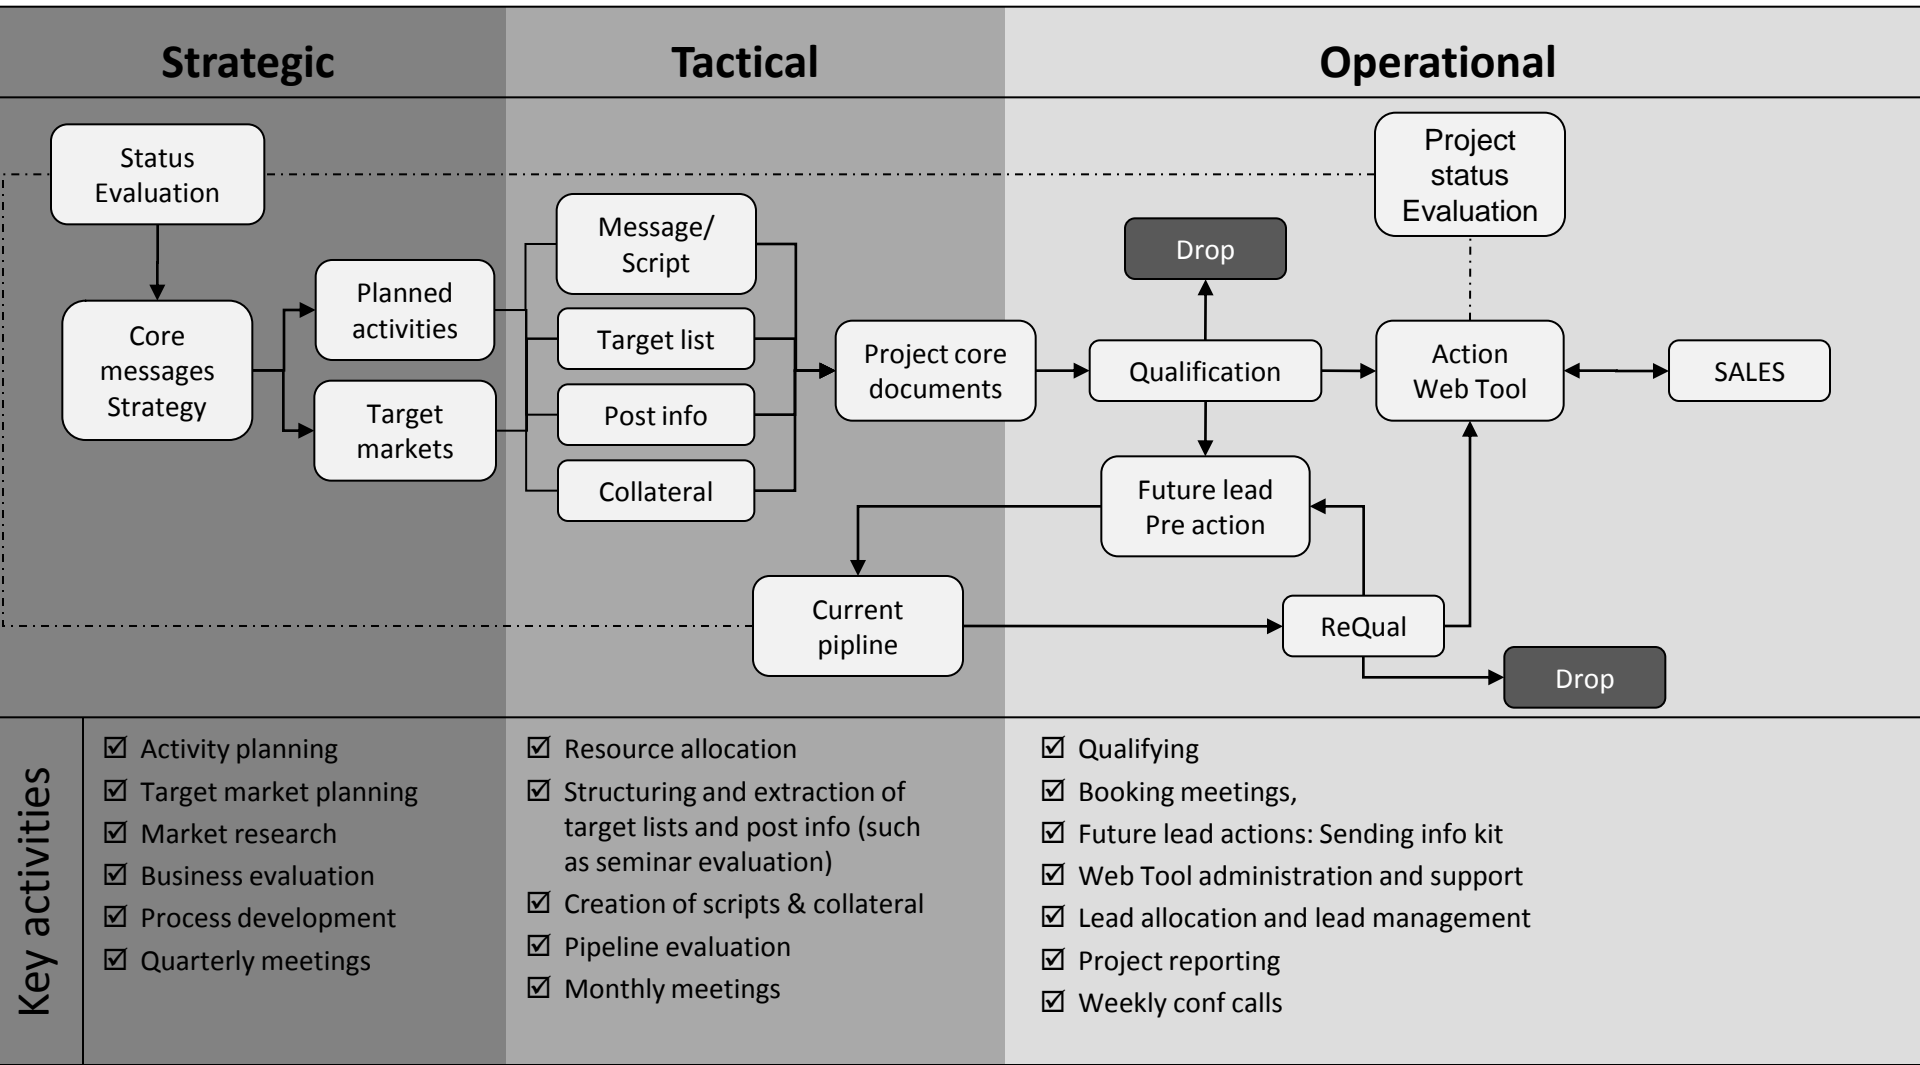 Strategic
Tactical
Operational
Status
Evaluation
Core
messages
Strategy
Planned
activities
Target
markets
Message/
Script
Target list
Post info
Collateral
Project core
documents
Drop
Qualification
Future lead
Pre action
Current
pipline
Project
status
Evaluation
Action
Web Tool
SALES
ReQual
Drop
Key activities
☑ Activity planning
☑ Target market planning
☑ Market research
☑ Business evaluation
☑ Process development
☑ Quarterly meetings
☑ Resource allocation
☑ Structuring and extraction of
target lists and post info (such
as seminar evaluation)
☑ Creation of scripts & collateral
☑ Pipeline evaluation
☑ Monthly meetings
☑ Qualifying
☑ Booking meetings,
☑ Future lead actions: Sending info kit
☑ Web Tool administration and support
☑ Lead allocation and lead management
☑ Project reporting
☑ Weekly conf calls